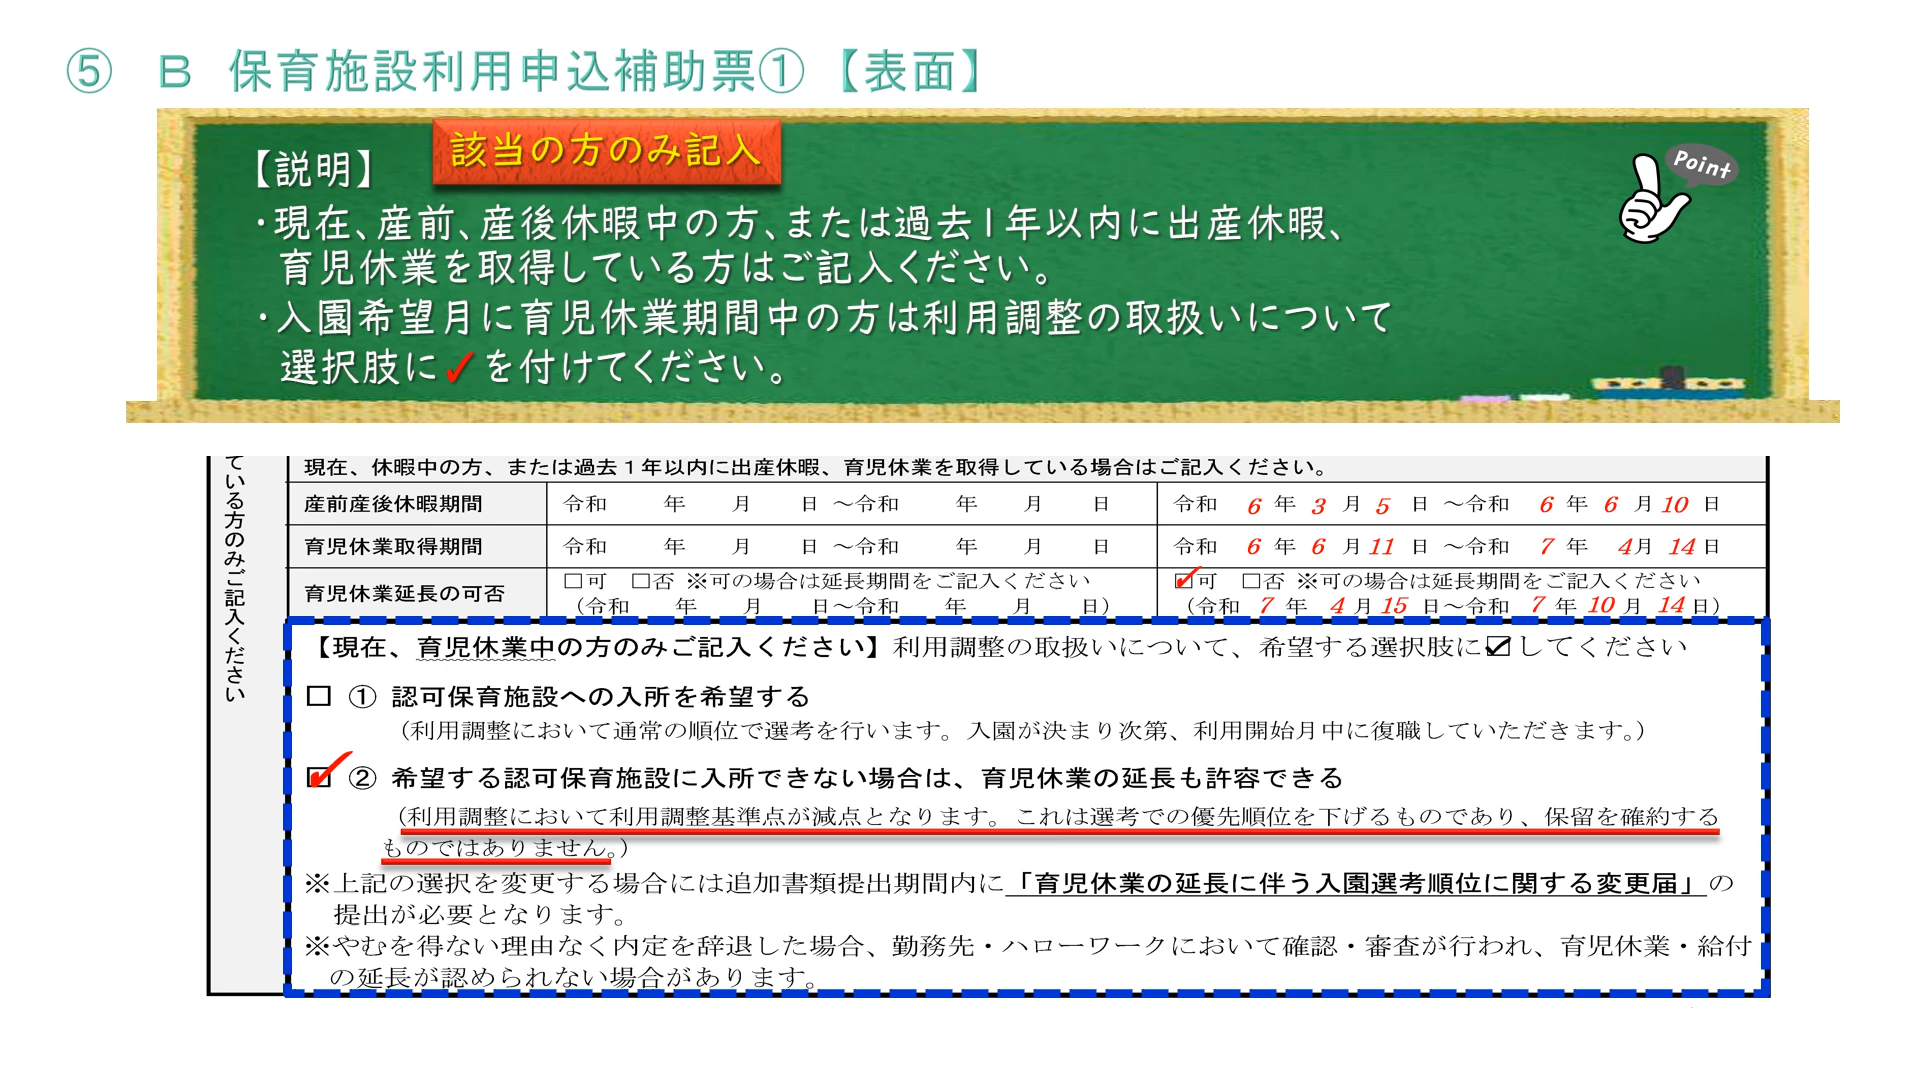 ⑤ B 保育施設利用申込補助票①【表面】
【説明】
該当の方のみ記入
Point
・現在、産前、産後休暇中の方、または過去1年以内に出産休暇、
育児休業を取得している方はご記入ください。
・入園希望月に育児休業期間中の方は利用調整の取扱いについて
選択肢に✓を付けてください。
ている方のみご記入ください
現在、休暇中の方、または過去1年以内に出産休暇、育児休業を取得している場合はご記入ください。
産前産後休暇期間 令和 年 月 日 ～令和 年 月 日 令和 6 年 3 月 5 日 ～令和 6 年 6 月 10 日
育児休業取得期間 令和 年 月 日 ～令和 年 月 日 令和 6 年 6 月 11 日 ～令和 7 年 4月 14 日
育児休業延長の可否 □可 □否 ※可の場合は延長期間をご記入ください ☑可 □否 ※可の場合は延長期間をご記入ください
（令和 年 月 日～令和 年 月 日） （令和 7 年 4 月 15 日～令和 7 年 10 月 14 日）
【現在、育児休業中の方のみご記入ください】利用調整の取扱いについて、希望する選択肢に☑してください
□ ① 認可保育施設への入所を希望する
（利用調整において通常の順位で選考を行います。入園が決まり次第、利用開始月中に復職していただきます。）
☑ ② 希望する認可保育施設に入所できない場合は、育児休業の延長も許容できる
（利用調整において利用調整基準点が減点となります。これは選考での優先順位を下げるものであり、保留を確約する
ものではありません。）
※上記の選択を変更する場合には追加書類提出期間内に「育児休業の延長に伴う入園選考順位に関する変更届」の
提出が必要となります。
※やむを得ない理由なく内定を辞退した場合、勤務先・ハローワークにおいて確認・審査が行われ、育児休業・給付
の延長が認められない場合があります。